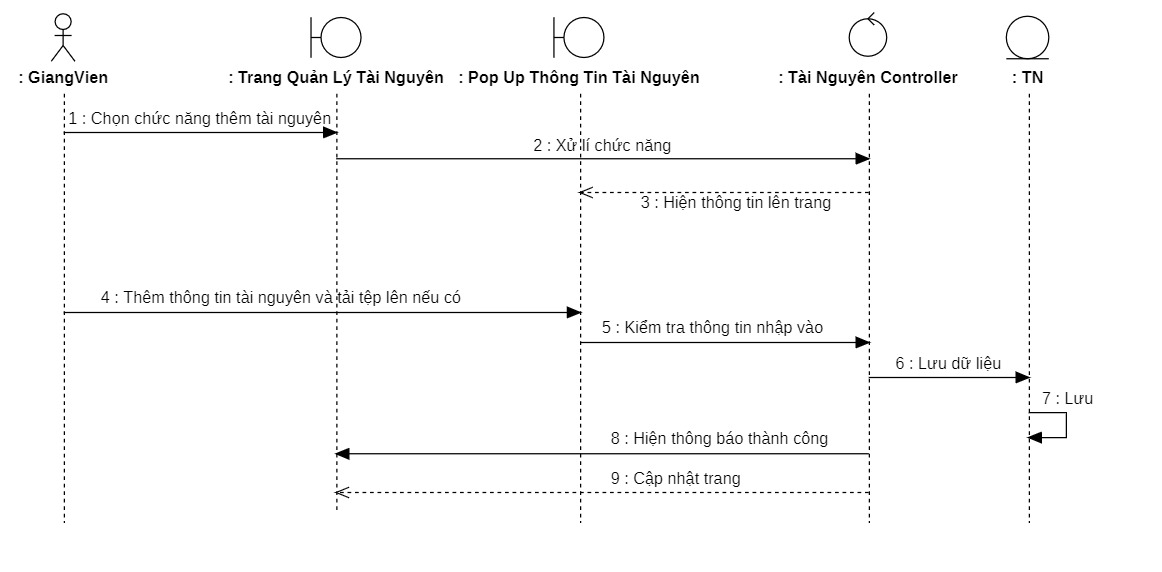 : GiangVien
: Trang Quản Lý Tài Nguyên
: Pop Up Thông Tin Tài Nguyên
: Tài Nguyên Controller
: TN
1 : Chọn chức năng thêm tài nguyên
2 : Xử lí chức năng
3 : Hiện thông tin lên trang
4 : Thêm thông tin tài nguyên và tải tệp lên nếu có
5 : Kiểm tra thông tin nhập vào
6 : Lưu dữ liệu
7 : Lưu
8 : Hiện thông báo thành công
9 : Cập nhật trang